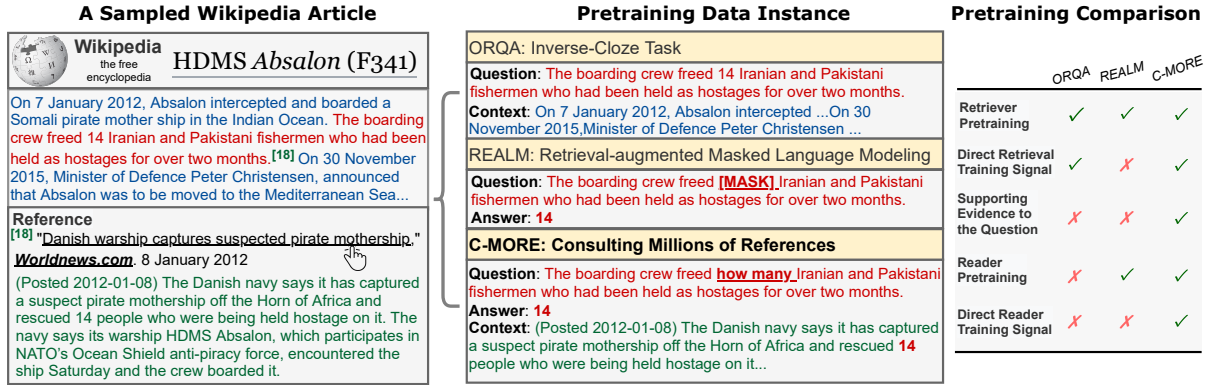 A Sampled Wikipedia Article
Wikipedia
the free
encyclopedia
HDMS Absalon (F341)
On 7 January 2012, Absalon intercepted and boarded a
Somali pirate mother ship in the Indian Ocean. The boarding
crew freed 14 Iranian and Pakistani fishermen who had been
held as hostages for over two months.[18] On 30 November
2015, Minister of Defence Peter Christensen, announced
that Absalon was to be moved to the Mediterranean Sea...
Reference
[18] "Danish warship captures suspected pirate mothership,"
Worldnews.com. 8 January 2012
(Posted 2012-01-08) The Danish navy says it has captured
a suspect pirate mothership off the Horn of Africa and
rescued 14 people who were being held hostage on it. The
navy says its warship HDMS Absalon, which participates in
NATO's Ocean Shield anti-piracy force, encountered the
ship Saturday and the crew boarded it.
Pretraining Data Instance
ORQA: Inverse-Cloze Task
Question: The boarding crew freed 14 Iranian and Pakistani
fishermen who had been held as hostages for over two months.
Context: On 7 January 2012, Absalon intercepted ...On 30
November 2015,Minister of Defence Peter Christensen ...
REALM: Retrieval-augmented Masked Language Modeling
Question: The boarding crew freed [MASK] Iranian and Pakistani
fishermen who had been held as hostages for over two months.
Answer: 14
C-MORE: Consulting Millions of References
Question: The boarding crew freed how many Iranian and Pakistani
fishermen who had been held as hostages for over two months.
Answer: 14
Context: (Posted 2012-01-08) The Danish navy says it has captured
a suspect pirate mothership off the Horn of Africa and rescued 14
people who were being held hostage on it...
Pretraining Comparison
ORQA REALM C-MORE
Retriever
Pretraining ✓ ✓ ✓
Direct Retrieval
Training Signal ✓ ✗ ✓
Supporting
Evidence to
the Question ✗ ✗ ✓
Reader
Pretraining ✗ ✓ ✓
Direct Reader
Training Signal ✗ ✗ ✓